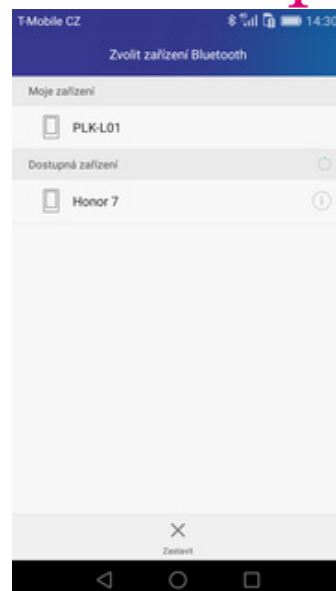 T-Mobile CZ 14:30
Zvolit zařízení Bluetooth
Moje zařízení
PLK-L01
Dostupná zařízení
Honor 7
Zastavit